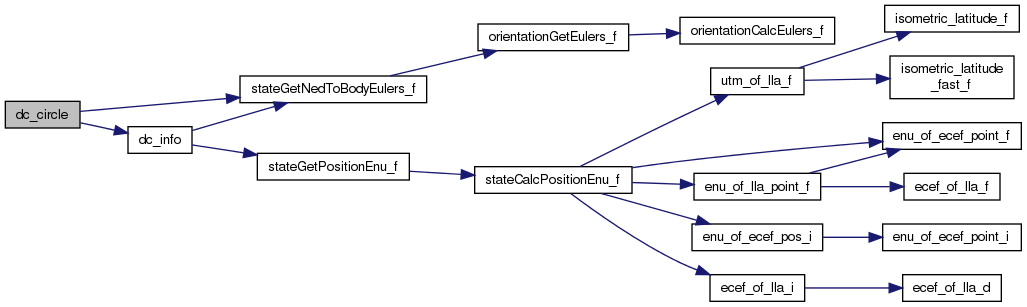 dc_circle
dc_info
stateGetNedToBodyEulers_f
stateGetPositionEnu_f
orientationGetEulers_f
stateCalcPositionEnu_f
orientationCalcEulers_f
utm_of_lla_f
enu_of_lla_point_f
enu_of_ecef_pos_i
ecef_of_lla_i
isometric_latitude_f
isometric_latitude
_fast_f
enu_of_ecef_point_f
ecef_of_lla_f
enu_of_ecef_point_i
ecef_of_lla_d